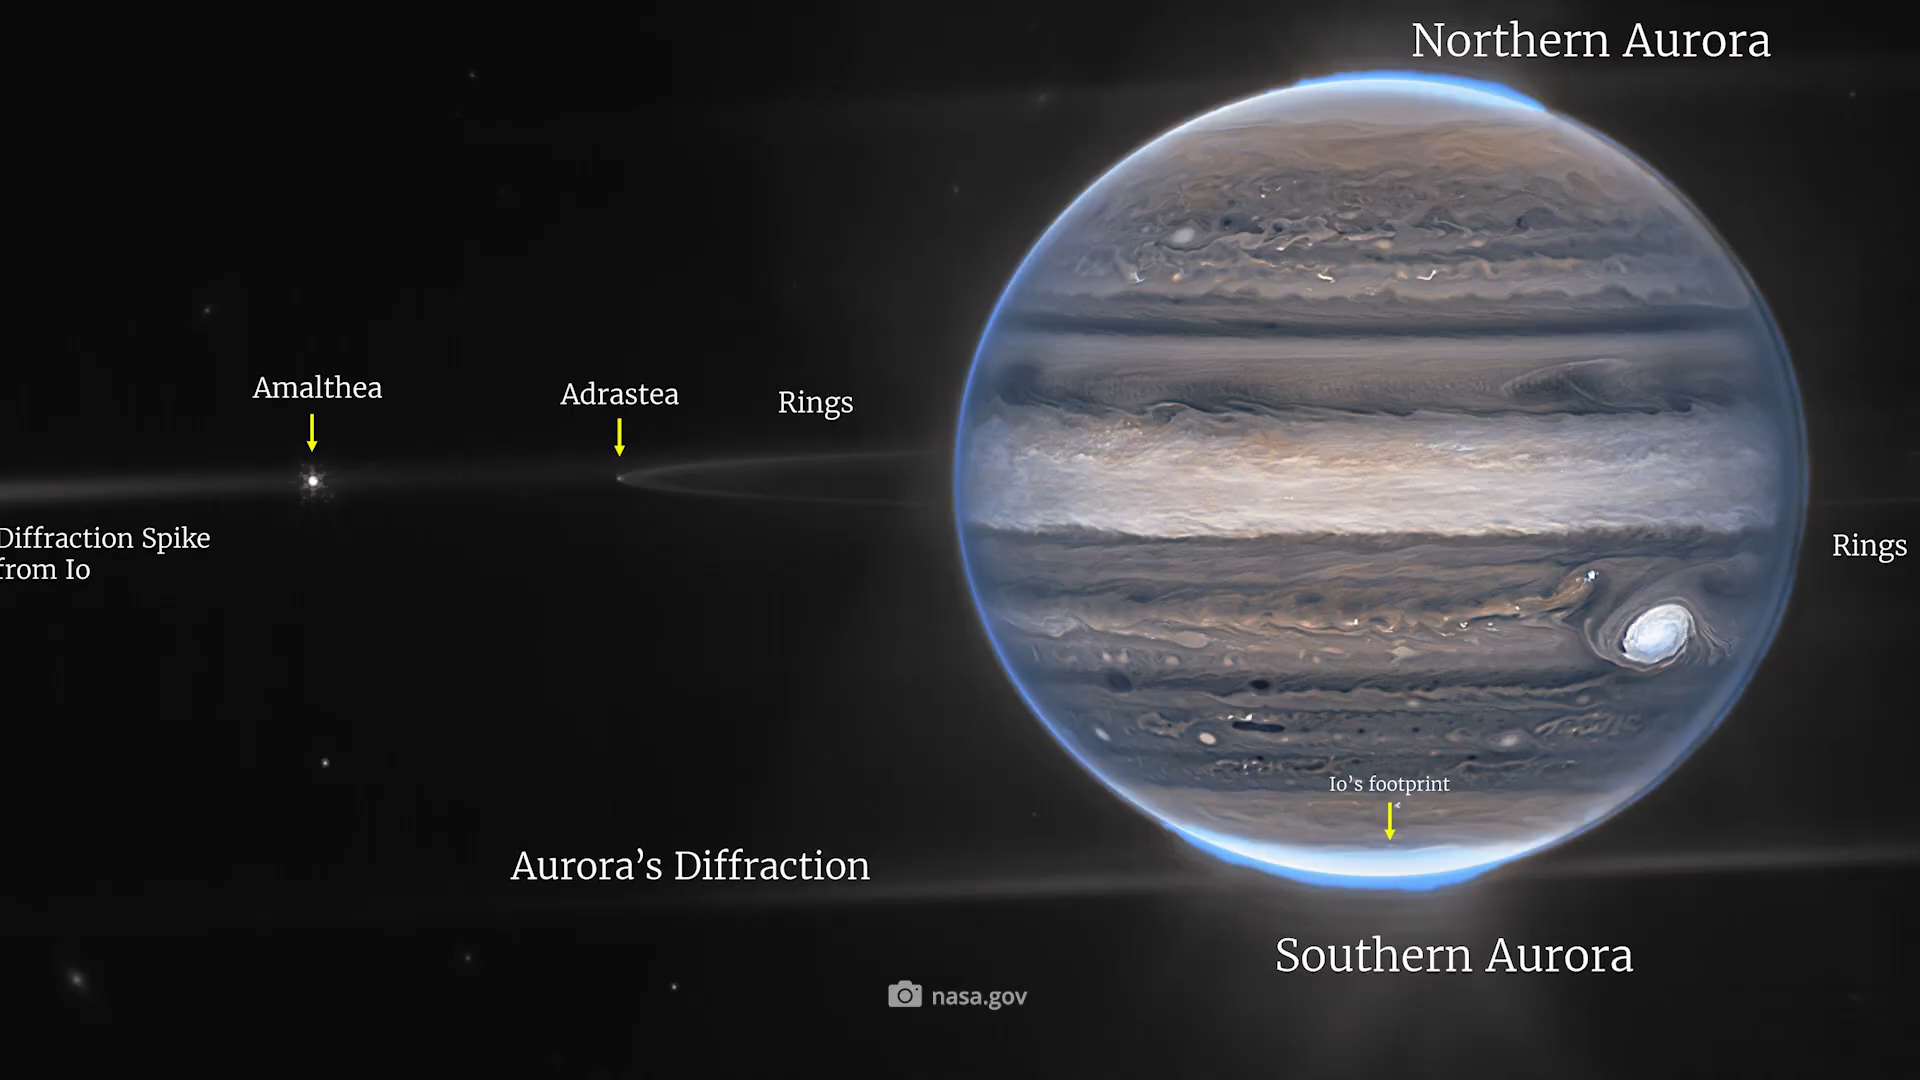 Northern Aurora
Amalthea
Adrastea
Rings
Diffraction Spike
from Io
Rings
Io’s footprint
Aurora’s Diffraction
Southern Aurora
nasa.gov